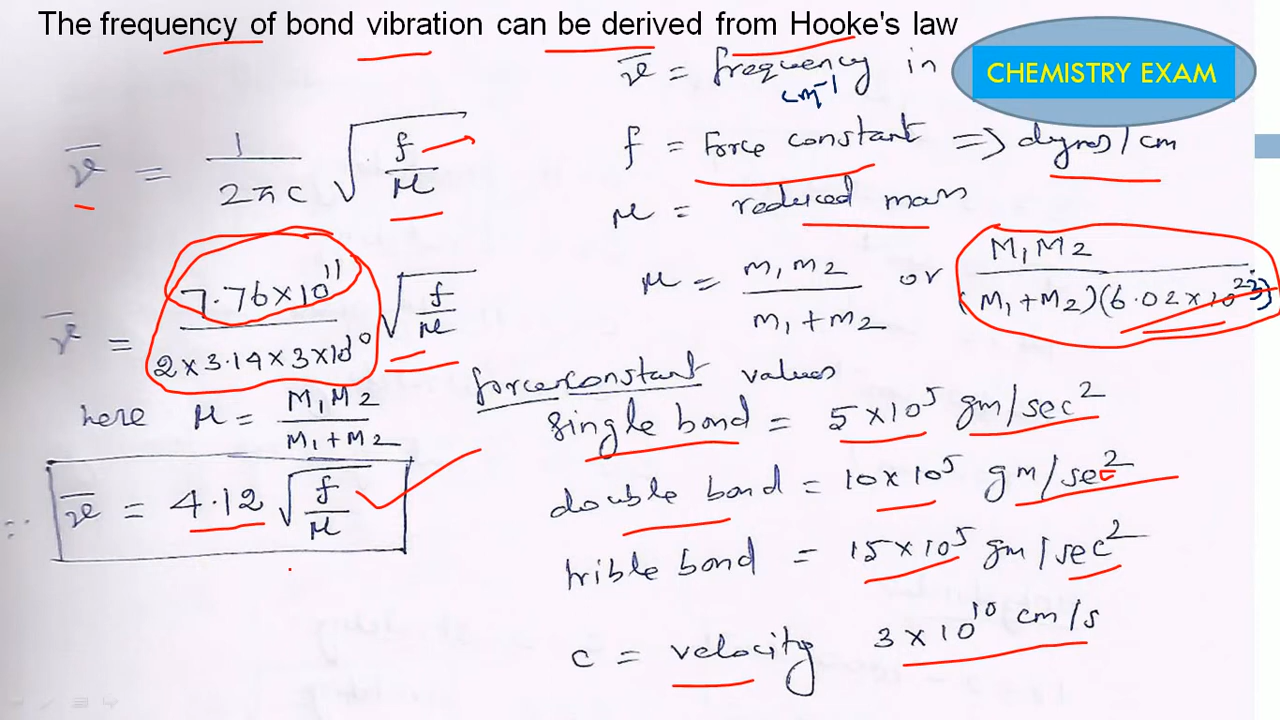 The frequency of bond vibration can be derived from Hooke's law
CHEMISTRY EXAM
ν̅ = frequency in
cm⁻¹
ν̅ = 1 / 2πc √(f/μ)
f = Force constant => dynes/cm
μ = reduced mass
μ = m₁m₂ / m₁+m₂ or M₁M₂ / (M₁+M₂)(6.02×10²³)
ν̅ = 7.76×10¹¹ / 2×3.14×3×10¹⁰ √(f/μ)
here μ = M₁M₂ / M₁+M₂
ν̅ = 4.12 √(f/μ)
force constant values
single bond = 5×10⁵ gm/sec²
double bond = 10×10⁵ gm/sec²
trible bond = 15×10⁵ gm/sec²
c = velocity 3×10¹⁰ cm/s